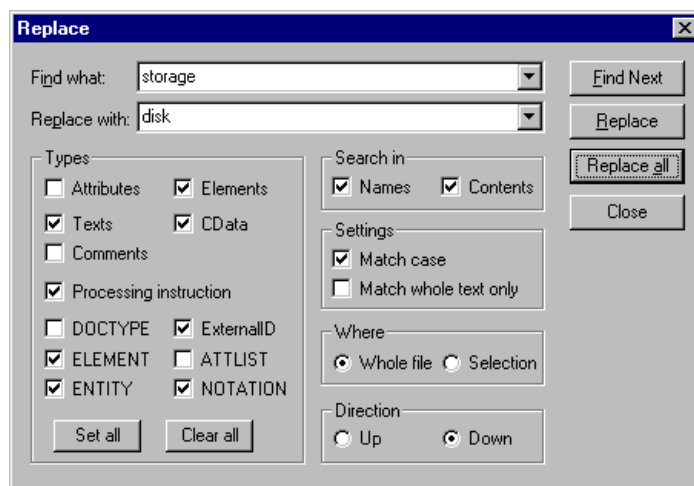 Replace
Find what: storage
Find Next
Replace with: disk
Replace
Replace all
Close
Types
Attributes Elements
Texts CData
Comments
Processing instruction
DOCTYPE ExternalID
ELEMENT ATTLIST
ENTITY NOTATION
Set all Clear all
Search in
Names Contents
Settings
Match case
Match whole text only
Where
Whole file Selection
Direction
Up Down